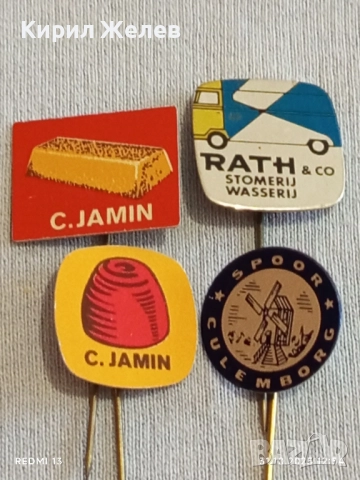 Кирил Желев
C.JAMIN
RATH & CO
STOMERIJ
WASSERIJ
C. JAMIN
SPOOR
CULEMBORG
REDMI 13